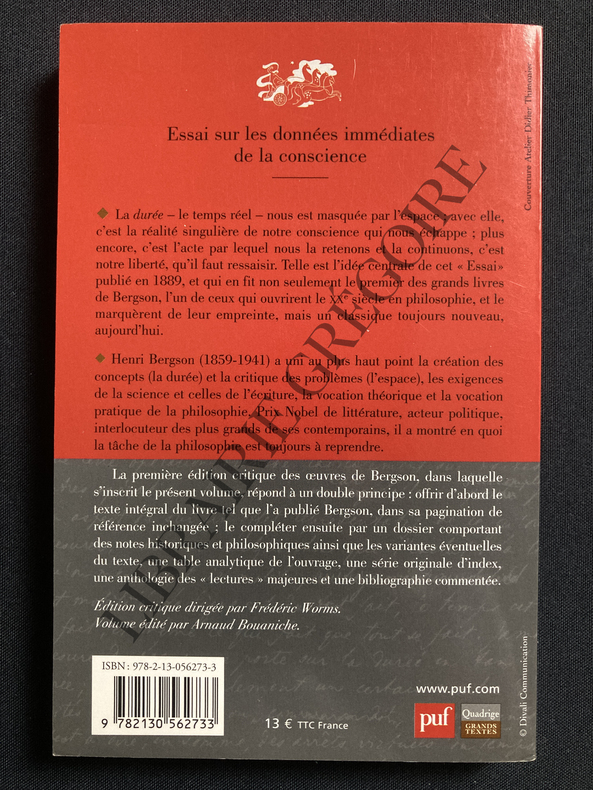 Essai sur les données immédiates
de la conscience
◆ La durée – le temps réel – nous est masquée par l'espace ; avec elle,
c'est la réalité singulière de notre conscience qui nous échappe ; plus
encore, c'est l'acte par lequel nous la retenons et la continuons, c'est
notre liberté, qu'il faut ressaisir. Telle est l'idée centrale de cet « Essai»
publié en 1889, et qui en fit non seulement le premier des grands livres
de Bergson, l'un de ceux qui ouvrirent le XXe siècle en philosophie, et le
marquèrent de leur empreinte, mais un classique toujours nouveau,
aujourd'hui.
◆ Henri Bergson (1859-1941) a uni au plus haut point la création des
concepts (la durée) et la critique des problèmes (l'espace), les exigences
de la science et celles de l'écriture, la vocation théorique et la vocation
pratique de la philosophie. Prix Nobel de littérature, acteur politique,
interlocuteur des plus grands de ses contemporains, il a montré en quoi
la tâche de la philosophie est toujours à reprendre.
La première édition critique des œuvres de Bergson, dans laquelle
s'inscrit le présent volume, répond à un double principe : offrir d'abord le
texte intégral du livre tel que l'a publié Bergson, dans sa pagination de
référence inchangée ; le compléter ensuite par un dossier comportant
des notes historiques et philosophiques ainsi que les variantes éventuelles
du texte, une table analytique de l'ouvrage, une série originale d'index,
une anthologie des « lectures » majeures et une bibliographie commentée.
Édition critique dirigée par Frédéric Worms.
Volume édité par Arnaud Bouaniche.
ISBN : 978-2-13-056273-3
9 782130 562733
13 € TTC France
www.puf.com
puf
Quadrige
GRANDS
TEXTES
© Divali Communication
Couverture Atelier Didier Thimonier
LIBRAIRIE GRÉGOIRE